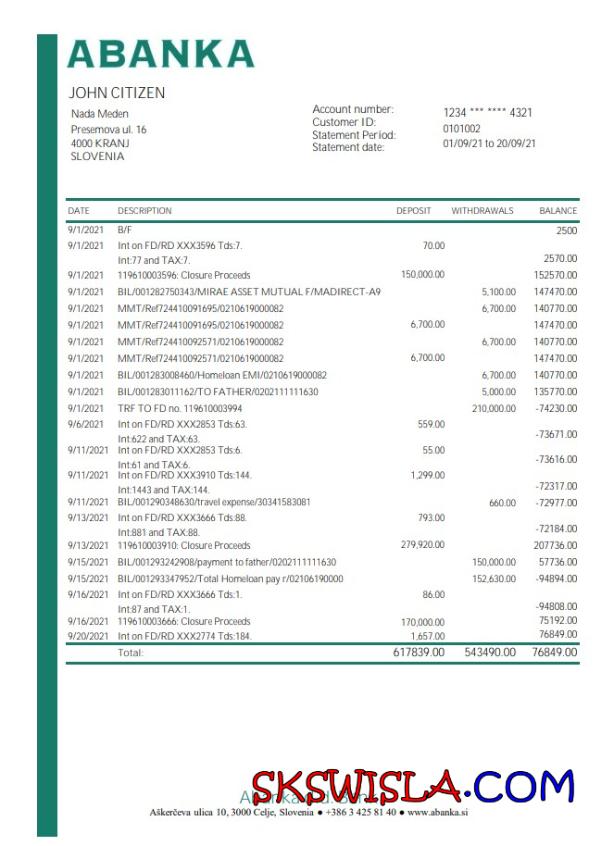 ABANKA
JOHN CITIZEN
Nada Meden
Presemova ul. 16
4000 KRANJ
SLOVENIA
Account number: 1234 *** **** 4321
Customer ID: 0101002
Statement Period: 01/09/21 to 20/09/21
Statement date:
DATE DESCRIPTION DEPOSIT WITHDRAWALS BALANCE
9/1/2021 B/F 2500
9/1/2021 Int on FD/RD XXX3596 Tds:7. 70.00
Int:77 and TAX:7. 2570.00
9/1/2021 119610003596: Closure Proceeds 150,000.00 152570.00
9/1/2021 BIL/001282750343/MIRAE ASSET MUTUAL F/MADIRECT-A9 5,100.00 147470.00
9/1/2021 MMT/Ref724410091695/0210619000082 6,700.00 140770.00
9/1/2021 MMT/Ref724410091695/0210619000082 6,700.00 147470.00
9/1/2021 MMT/Ref724410092571/0210619000082 6,700.00 140770.00
9/1/2021 MMT/Ref724410092571/0210619000082 6,700.00 147470.00
9/1/2021 BIL/001283008460/Homeloan EMI/0210619000082 6,700.00 140770.00
9/1/2021 BIL/001283011162/TO FATHER/0202111111630 5,000.00 135770.00
9/1/2021 TRF TO FD no. 119610003994 210,000.00 -74230.00
9/6/2021 Int on FD/RD XXX2853 Tds:63. 559.00
Int:622 and TAX:63. -73671.00
9/11/2021 Int on FD/RD XXX2853 Tds:6. 55.00
Int:61 and TAX:6. -73616.00
9/11/2021 Int on FD/RD XXX3910 Tds:144. 1,299.00
Int:1443 and TAX:144. -72317.00
9/11/2021 BIL/001290348630/travel expense/30341583081 660.00 -72977.00
9/13/2021 Int on FD/RD XXX3666 Tds:88. 793.00
Int:881 and TAX:88. -72184.00
9/13/2021 119610003910: Closure Proceeds 279,920.00 207736.00
9/15/2021 BIL/001293242908/payment to father/0202111111630 150,000.00 57736.00
9/15/2021 BIL/001293347952/Total Homeloan pay r/02106190000 152,630.00 -94894.00
9/16/2021 Int on FD/RD XXX3666 Tds:1. 86.00
Int:87 and TAX:1. -94808.00
9/16/2021 119610003666: Closure Proceeds 170,000.00 75192.00
9/20/2021 Int on FD/RD XXX2774 Tds:184. 1,657.00 76849.00
Total: 617839.00 543490.00 76849.00
SKSWISLA.COM
Aškerčeva ulica 10, 3000 Celje, Slovenia ● +386 3 425 81 40 ● www.abanka.si